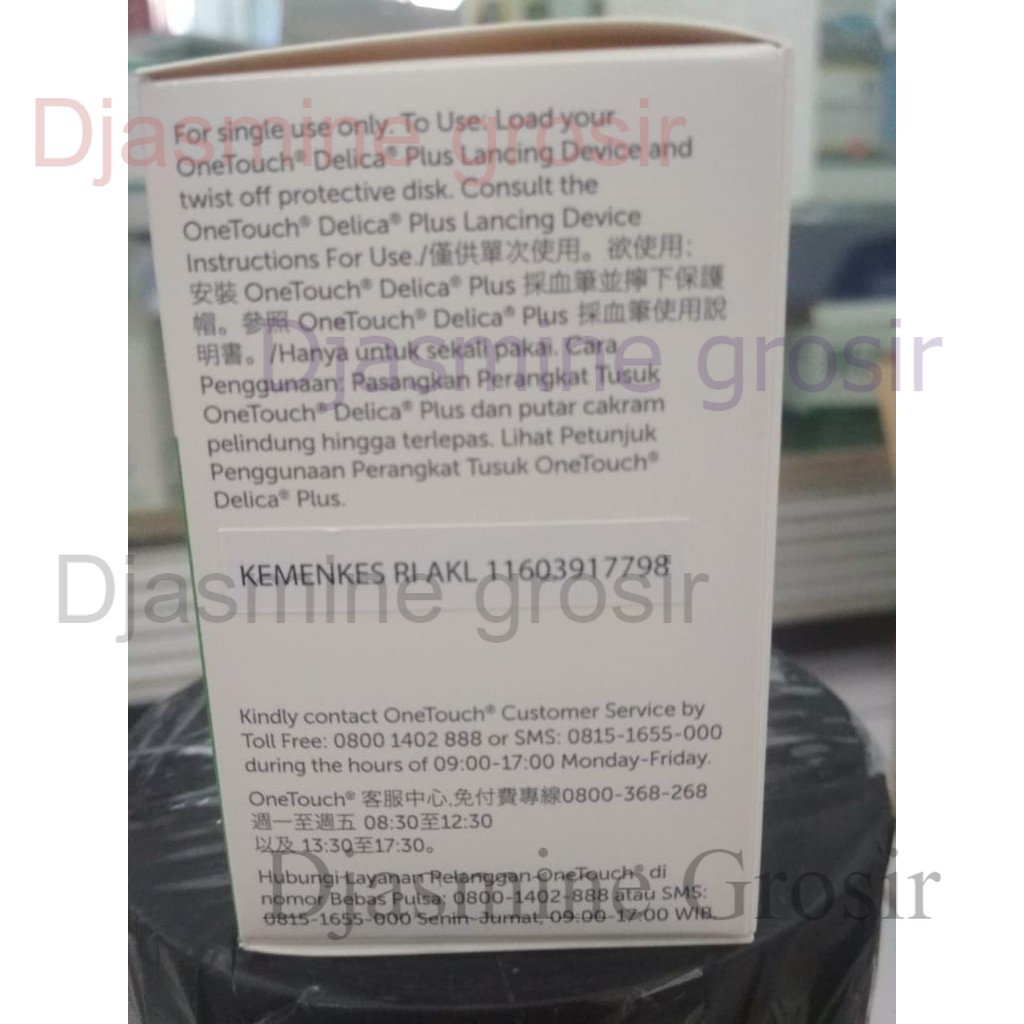 Djasmine grosir
For single use only. To Use: Load your
OneTouch® Delica® Plus Lancing Device and
twist off protective disk. Consult the
OneTouch® Delica® Plus Lancing Device
Instructions For Use./僅供單次使用。欲使用:
安裝 OneTouch® Delica® Plus 採血筆並擰下保護
帽。參照 OneTouch® Delica® Plus 採血筆使用說
明書。/Hanya untuk sekali pakai. Cara
Djasmine grosir
Penggunaan: Pasangkan Perangkat Tusuk
OneTouch® Delica® Plus dan putar cakram
pelindung hingga terlepas. Lihat Petunjuk
Penggunaan Perangkat Tusuk OneTouch®
Delica® Plus.
KEMENKES RI AKL 11603917798
Djasmine grosir
Kindly contact OneTouch® Customer Service by
Toll Free: 0800 1402 888 or SMS: 0815-1655-000
during the hours of 09:00-17:00 Monday-Friday.
OneTouch® 客服中心,免付費專線0800-368-268
週一至週五 08:30至12:30
以及 13:30至17:30。
Djasmine Grosir
Hubungi Layanan Pelanggan OneTouch® di
nomor Bebas Pulsa: 0800-1402-888 atau SMS:
0815-1655-000 Senin-Jumat, 09:00-17:00 WIB.